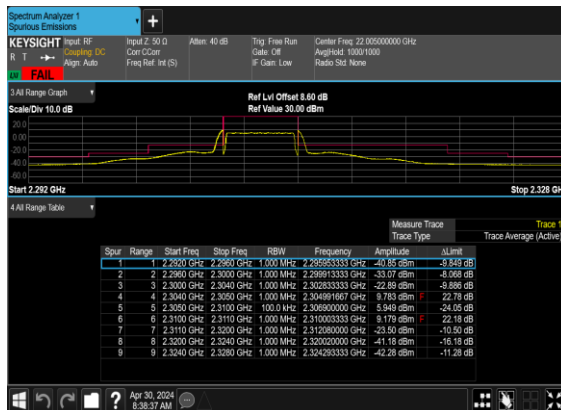 Spectrum Analyzer 1
Spurious Emissions
KEYSIGHT Input: RF Input Z: 50 Ω Atten: 40 dB Trig: Free Run Center Freq: 22.005000000 GHz
R T Coupling: DC Corr CCorr Gate: Off Avg|Hold: 1000/1000
Align: Auto Freq Ref: Int (S) IF Gain: Low Radio Std: None
FAIL
3 All Range Graph
Ref Lvl Offset 8.60 dB
Scale/Div 10.0 dB Ref Value 30.00 dBm
20.0
0.00
-20.0
-40.0
-60.0
Start 2.292 GHz Stop 2.328 GH
4 All Range Table
Measure Trace Trace 1
Trace Type Trace Average (Active)
Spur Range Start Freq Stop Freq RBW Frequency Amplitude ΔLimit
1 1 2.2920 GHz 2.2960 GHz 1.000 MHz 2.295953333 GHz -40.85 dBm -9.849 dB
2 2 2.2960 GHz 2.3000 GHz 1.000 MHz 2.299913333 GHz -33.07 dBm -8.068 dB
3 3 2.3000 GHz 2.3040 GHz 1.000 MHz 2.302833333 GHz -22.89 dBm -9.886 dB
4 4 2.3040 GHz 2.3050 GHz 1.000 MHz 2.304991667 GHz 9.783 dBm F 22.78 dB
5 5 2.3050 GHz 2.3100 GHz 100.0 kHz 2.306900000 GHz 5.949 dBm -24.05 dB
6 6 2.3100 GHz 2.3110 GHz 1.000 MHz 2.310003333 GHz 9.179 dBm F 22.18 dB
7 7 2.3110 GHz 2.3200 GHz 1.000 MHz 2.312080000 GHz -23.50 dBm -10.50 dB
8 8 2.3200 GHz 2.3240 GHz 1.000 MHz 2.320020000 GHz -41.18 dBm -16.18 dB
9 9 2.3240 GHz 2.3280 GHz 1.000 MHz 2.324293333 GHz -42.28 dBm -11.28 dB
? Apr 30, 2024
8:38:37 AM